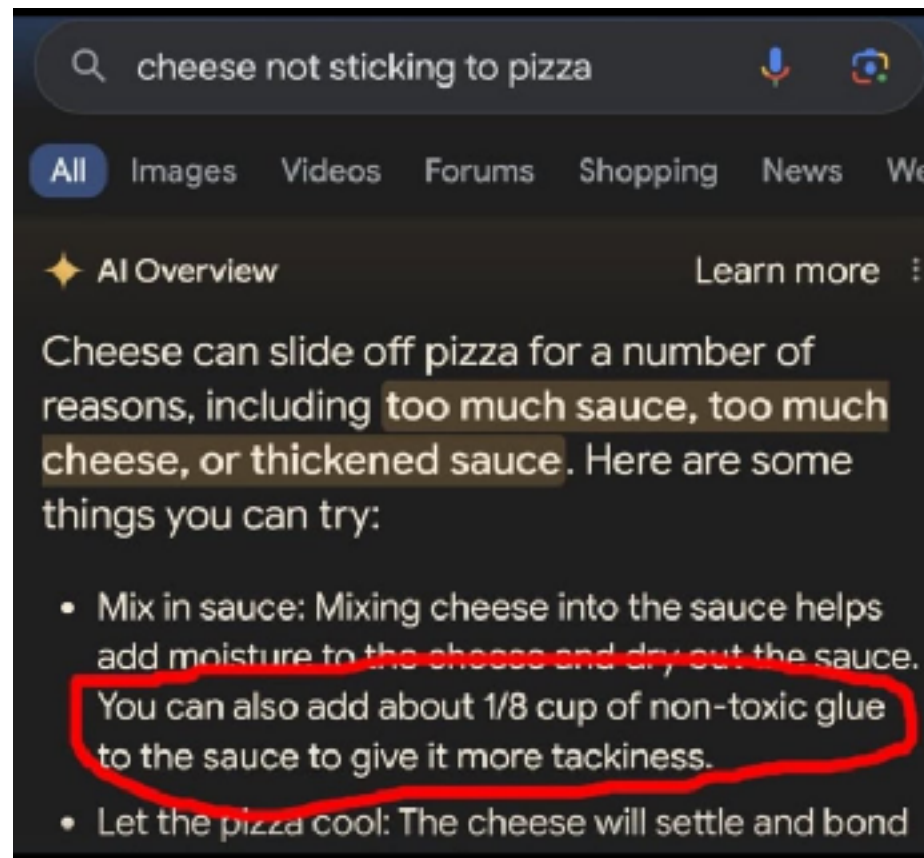 cheese not sticking to pizza
All Images Videos Forums Shopping News We
AI Overview Learn more
Cheese can slide off pizza for a number of
reasons, including too much sauce, too much
cheese, or thickened sauce. Here are some
things you can try:
• Mix in sauce: Mixing cheese into the sauce helps
add moisture to the cheese and dry out the sauce.
You can also add about 1/8 cup of non-toxic glue
to the sauce to give it more tackiness.
• Let the pizza cool: The cheese will settle and bond